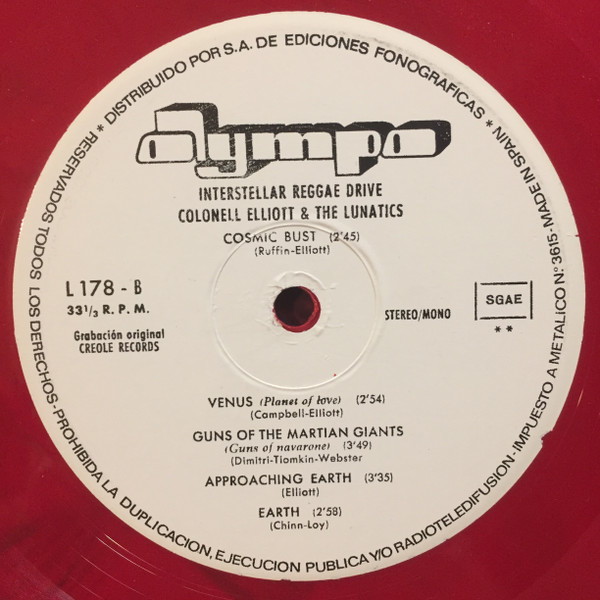 * DISTRIBUIDO POR S.A. DE EDICIONES FONOGRAFICAS * MADE IN SPAIN
olympo
INTERSTELLAR REGGAE DRIVE
COLONELL ELLIOTT & THE LUNATICS
COSMIC BUST (2'45)
(Ruffin-Elliott)
L 178 - B
33 1/3 R. P. M.
Grabación original
CREOLE RECORDS
STEREO/MONO
SGAE
**
VENUS (Planet of love) (2'54)
(Campbell-Elliott)
GUNS OF THE MARTIAN GIANTS
(Guns of navarone) (3'49)
(Dimitri-Tiomkin-Webster
APPROACHING EARTH (3'35)
(Elliott)
EARTH (2'58)
(Chinn-Loy)
RESERVADOS TODOS LOS DERECHOS-PROHIBIDA LA DUPLICACION, EJECUCION PUBLICA Y/O RADIOTELEDIFUSION-IMPUESTO A METALICO N.º 3615-